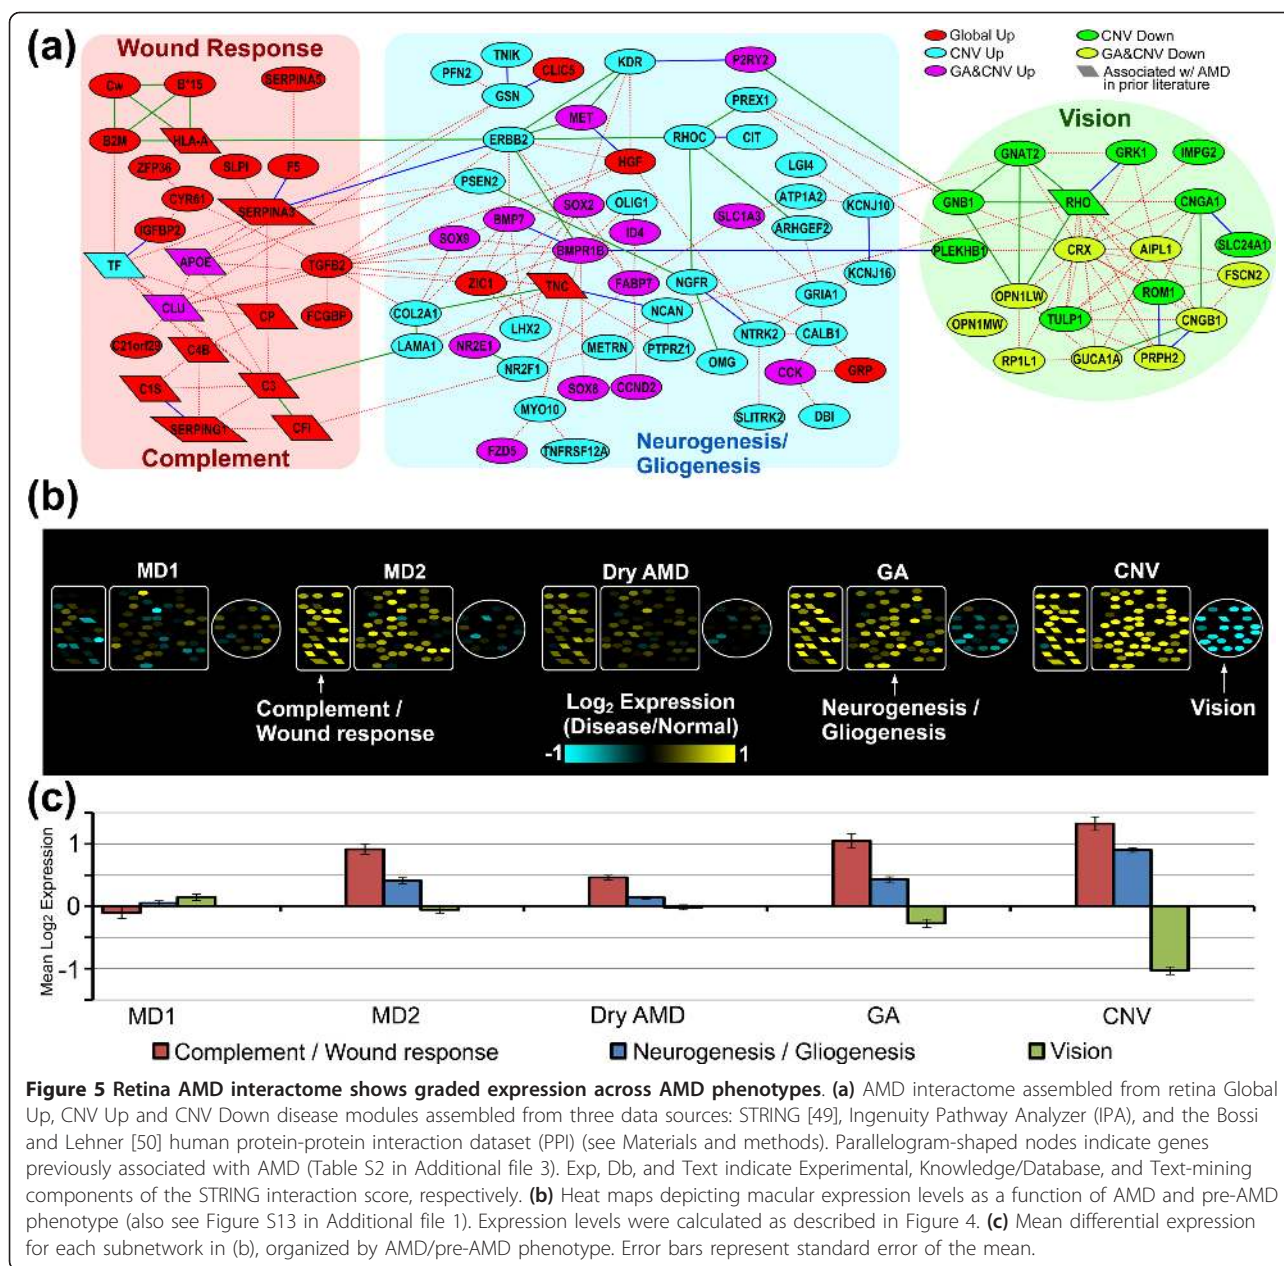 (a)
Wound Response
Global Up
CNV Up
GA&CNV Up
CNV Down
GA&CNV Down
Associated w/ AMD
in prior literature
Vision
Cw
B*15
SERPINA5
B2M
HLA-A
ZFP36
SLPI
F5
CYR61
SERPINA3
IGFBP2
TF
APOE
TGFB2
CLU
CP
FCGBP
C21orf29
C4B
C1S
C3
SERPING1
CFI
Complement
TNIK
PFN2
CLIC5
GSN
KDR
P2RY2
PREX1
MET
ERBB2
RHOC
CIT
HGF
LGI4
PSEN2
SOX2
OLIG1
ATP1A2
KCNJ10
BMP7
SLC1A3
ID4
ARHGEF2
SOX9
BMPR1B
KCNJ16
ZIC1
TNC
FABP7
NGFR
GRIA1
COL2A1
NCAN
LHX2
NTRK2
CALB1
LAMA1
NR2E1
METRN
PTPRZ1
OMG
NR2F1
CCK
GRP
SOX8
CCND2
MYO10
SLITRK2
DBI
FZD5
TNFRSF12A
Neurogenesis/
Gliogenesis
GNAT2
GRK1
IMPG2
GNB1
RHO
CNGA1
PLEKHB1
CRX
AIPL1
SLC24A1
FSCN2
OPN1LW
ROM1
OPN1MW
TULP1
CNGB1
RP1L1
GUCA1A
PRPH2
(b)
MD1
MD2
Dry AMD
GA
CNV
Complement /
Wound response
Log2 Expression
(Disease/Normal)
-1
1
Neurogenesis /
Gliogenesis
Vision
(c)
Mean Log2 Expression
1
0
-1
MD1
MD2
Dry AMD
GA
CNV
Complement / Wound response
Neurogenesis / Gliogenesis
Vision
Figure 5 Retina AMD interactome shows graded expression across AMD phenotypes. (a) AMD interactome assembled from retina Global
Up, CNV Up and CNV Down disease modules assembled from three data sources: STRING [49], Ingenuity Pathway Analyzer (IPA), and the Bossi
and Lehner [50] human protein-protein interaction dataset (PPI) (see Materials and methods). Parallelogram-shaped nodes indicate genes
previously associated with AMD (Table S2 in Additional file 3). Exp, Db, and Text indicate Experimental, Knowledge/Database, and Text-mining
components of the STRING interaction score, respectively. (b) Heat maps depicting macular expression levels as a function of AMD and pre-AMD
phenotype (also see Figure S13 in Additional file 1). Expression levels were calculated as described in Figure 4. (c) Mean differential expression
for each subnetwork in (b), organized by AMD/pre-AMD phenotype. Error bars represent standard error of the mean.